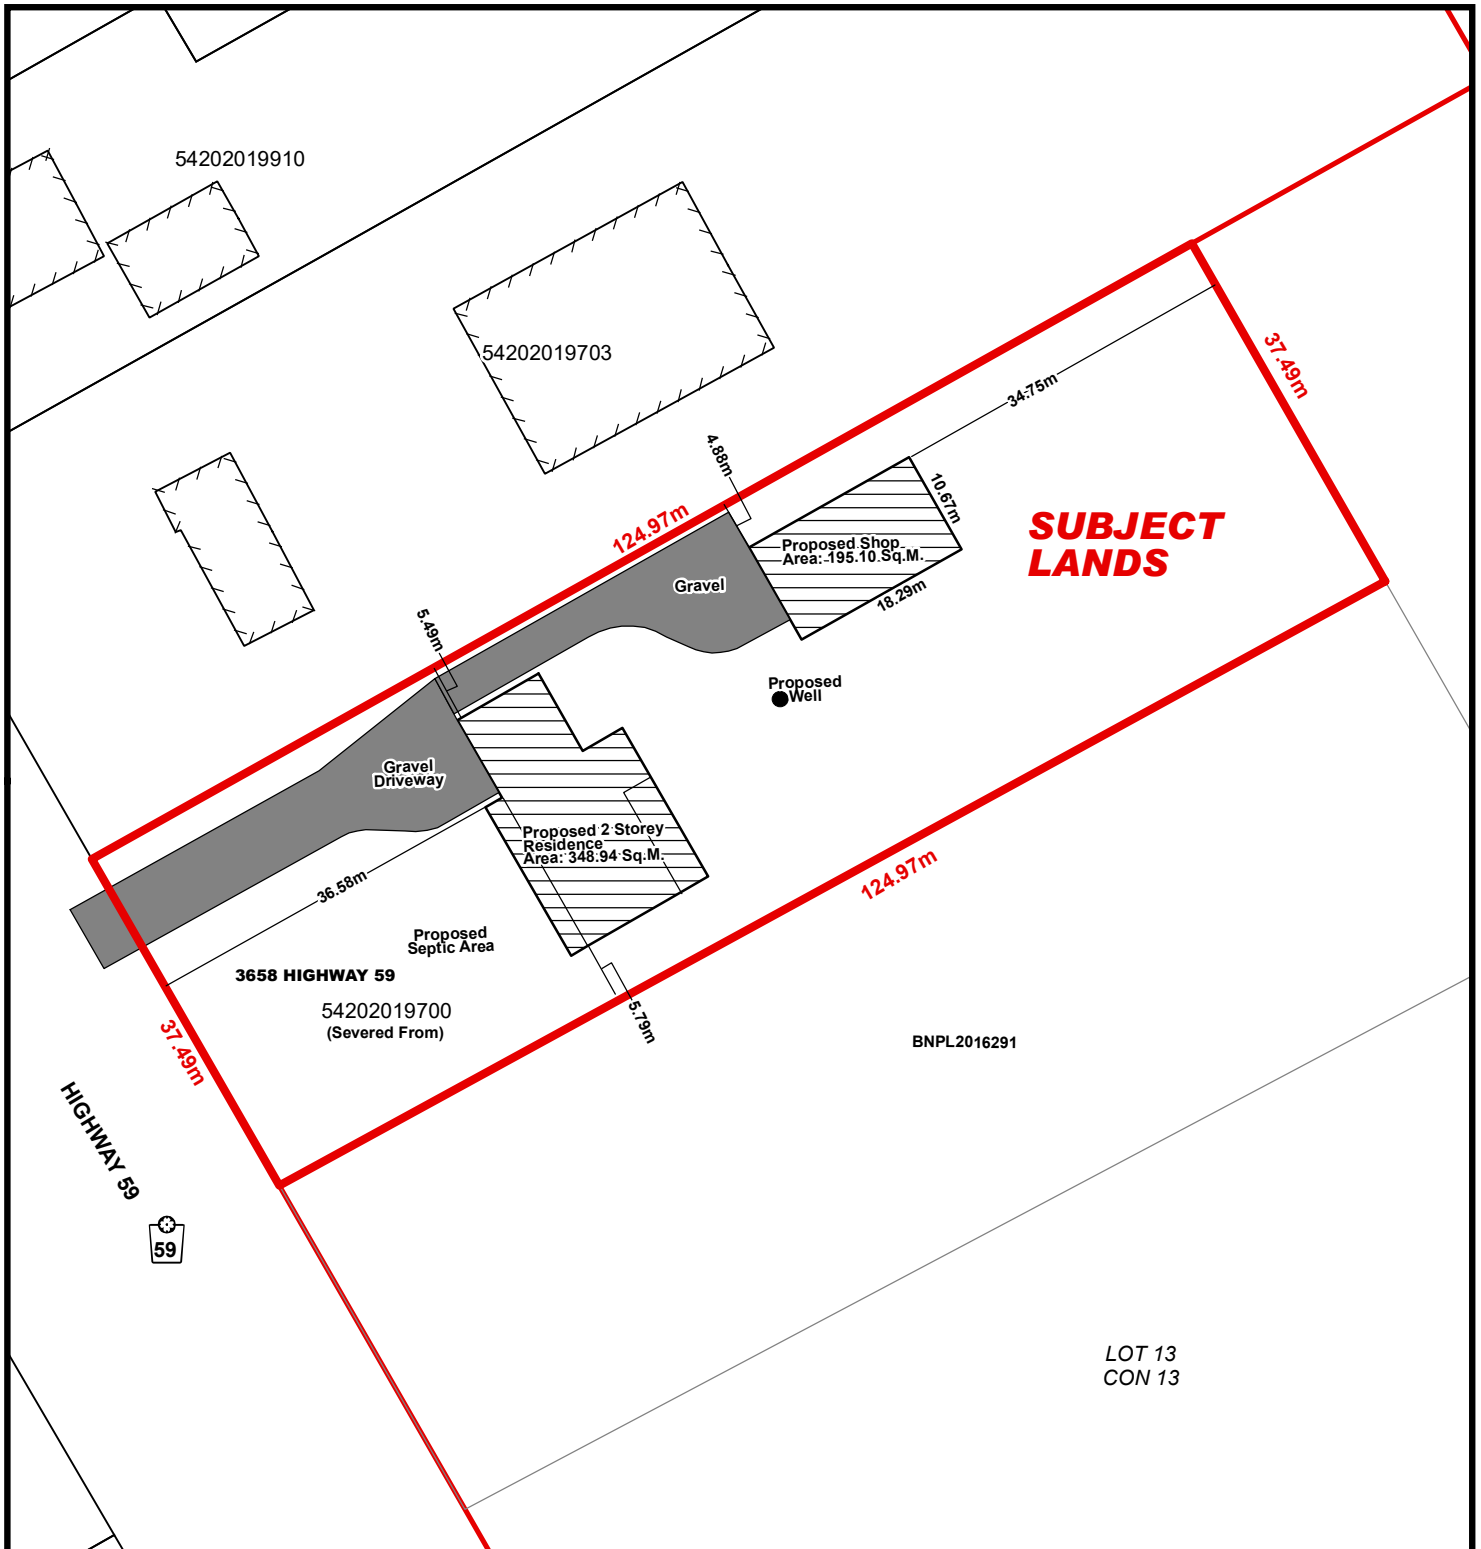 54202019910
54202019703
37.49m
34.75m
4.88m
10.67m
124.97m
SUBJECT
LANDS
Proposed Shop
Area: 195.10 Sq.M.
Gravel
18.29m
5.49m
Proposed
Well
Gravel
Driveway
Proposed 2 Storey
Residence
Area: 348.94 Sq.M.
124.97m
36.58m
Proposed
Septic Area
3658 HIGHWAY 59
54202019700
(Severed From)
5.79m
37.49m
BNPL2016291
HIGHWAY 59
59
LOT 13
CON 13